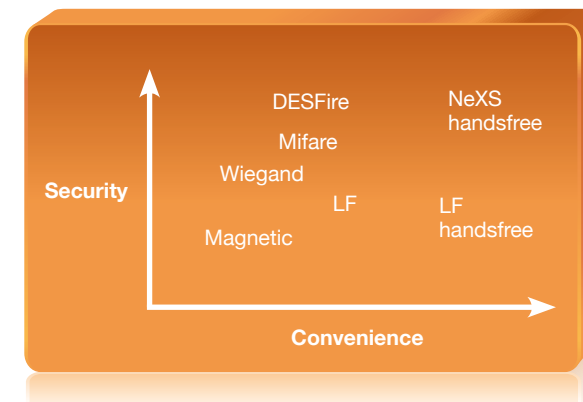 DESFire
NeXS
handsfree
Mifare
Wiegand
Security
LF
LF
handsfree
Magnetic
Convenience